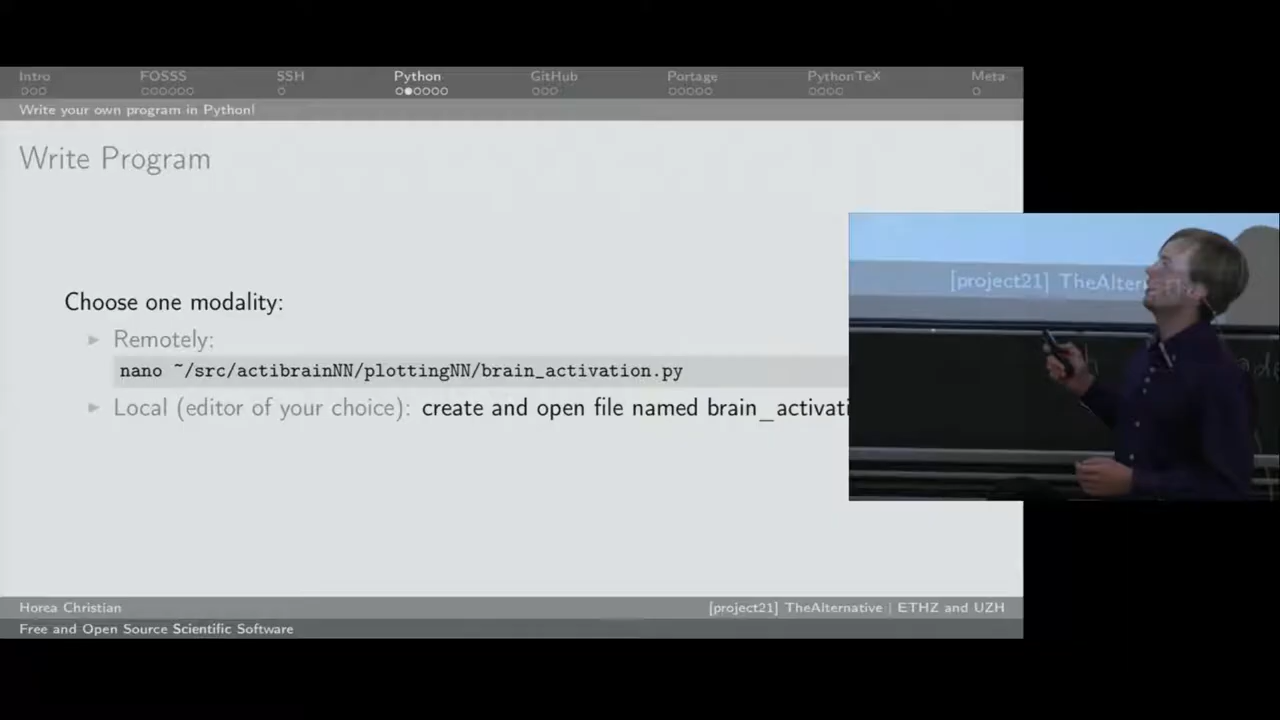 Intro FOSSS SSH Python GitHub Portage PythonTeX Meta
Write your own program in Python!
Write Program
Choose one modality:
Remotely:
nano ~/src/actibrainNN/plottingNN/brain_activation.py
Local (editor of your choice): create and open file named brain_activati
[project21] TheAlter
Horea Christian [project21] TheAlternative | ETHZ and UZH
Free and Open Source Scientific Software